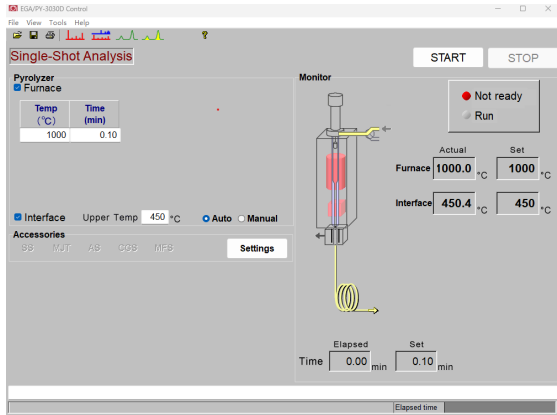 EGA/PY-3030D Control
File View Tools Help
?
Single-Shot Analysis
START STOP
Pyrolyzer
Furnace
Temp (°C) Time (min)
1000 0.10
Interface Upper Temp 450 °C Auto Manual
Accessories
SS MJT AS CGS MFS Settings
Monitor
Not ready
Run
Actual Set
Furnace 1000.0 °C 1000 °C
Interface 450.4 °C 450 °C
Elapsed Set
Time 0.00 min 0.10 min
Elapsed time